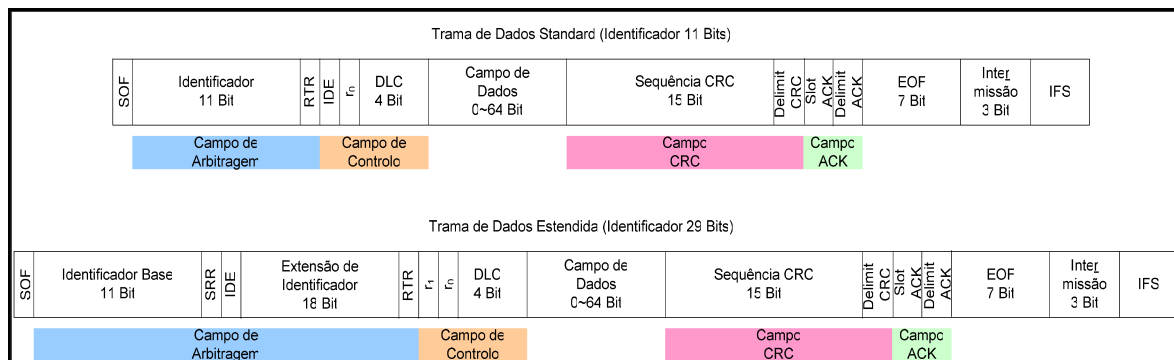 Trama de Dados Standard (Identificador 11 Bits)
SOF
Identificador
11 Bit
RTR
IDE
r0
DLC
4 Bit
Campo de
Dados
0~64 Bit
Sequência CRC
15 Bit
Delimit
CRC
Slot
ACK
Delimit
ACK
EOF
7 Bit
Inter
missão
3 Bit
IFS
Campo de
Arbitragem
Campo de
Controlo
Campo
CRC
Campo
ACK
Trama de Dados Estendida (Identificador 29 Bits)
SOF
Identificador Base
11 Bit
SRR
IDE
Extensão de
Identificador
18 Bit
RTR
r1
r0
DLC
4 Bit
Campo de
Dados
0~64 Bit
Sequência CRC
15 Bit
Delimit
CRC
Slot
ACK
Delimit
ACK
EOF
7 Bit
Inter
missão
3 Bit
IFS
Campo de
Arbitragem
Campo de
Controlo
Campo
CRC
Campo
ACK